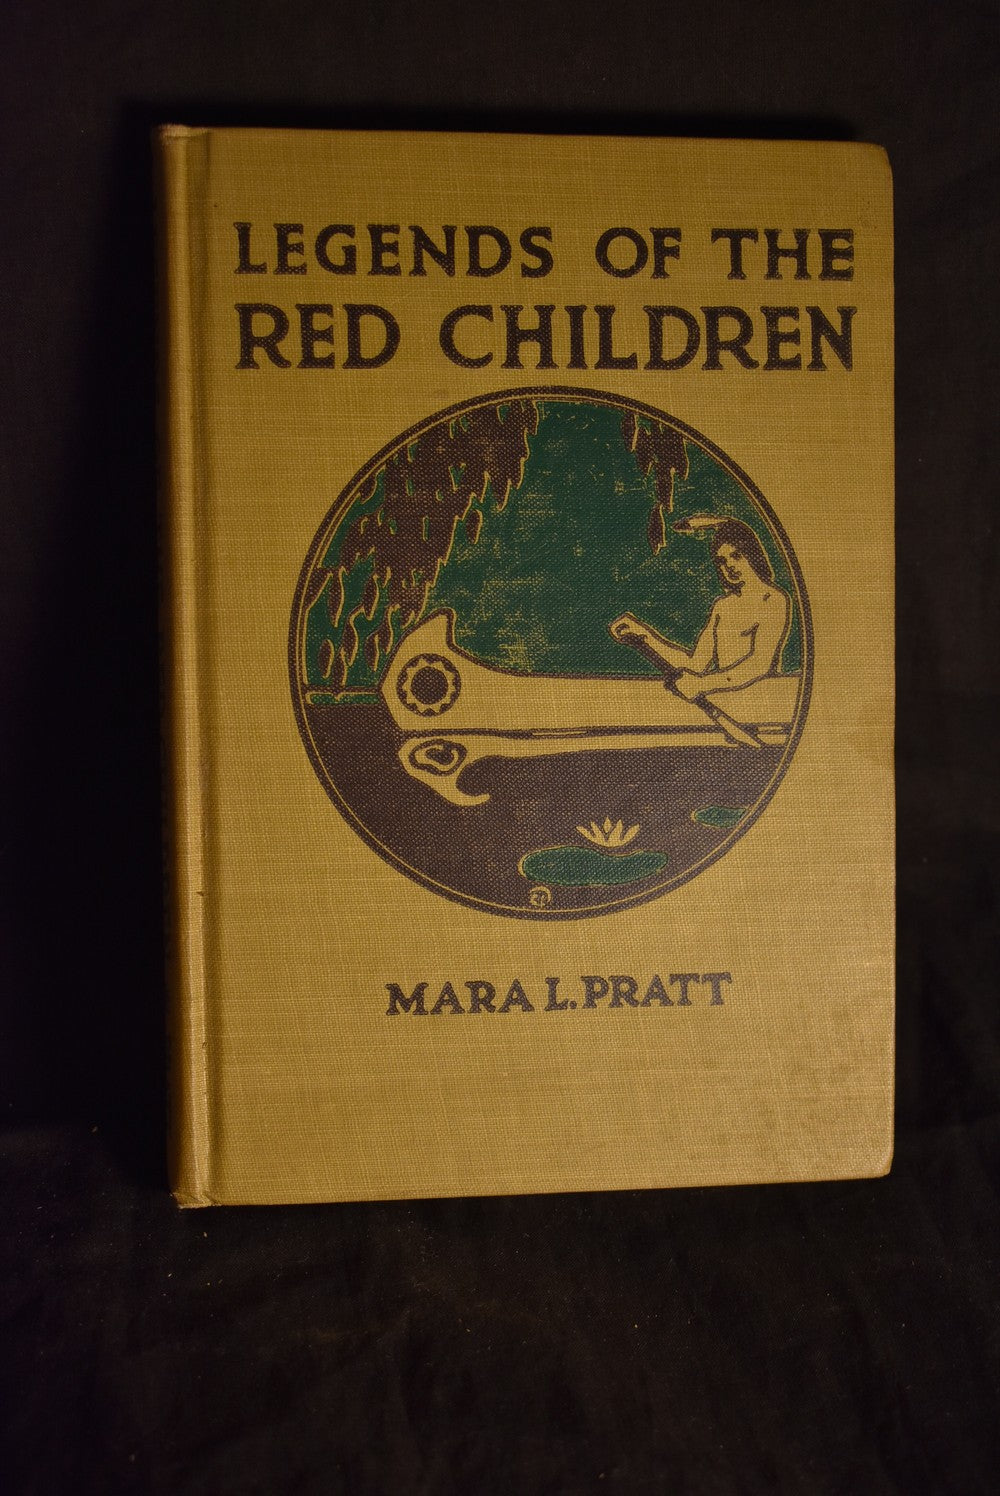 LEGENDS OF THE
RED CHILDREN
MARA L. PRATT